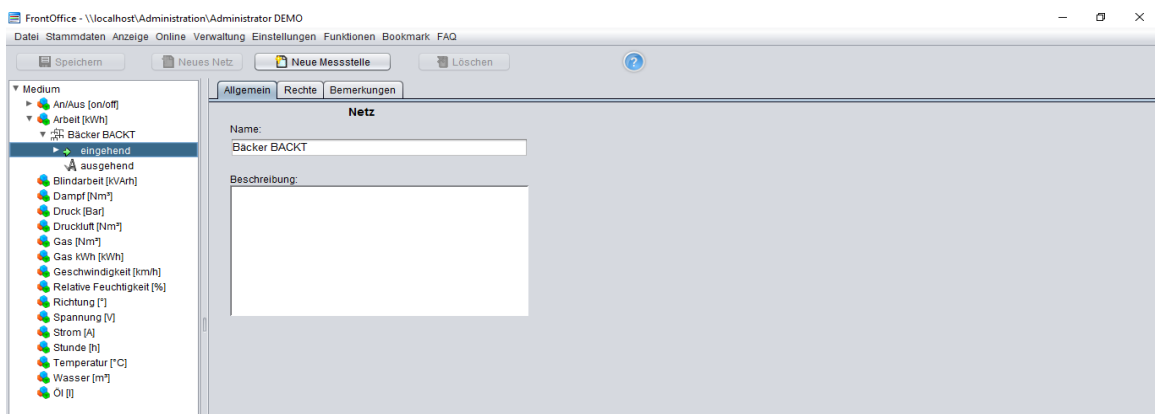 FrontOffice - \\localhost\Administration\Administrator DEMO
Datei Stammdaten Anzeige Online Verwaltung Einstellungen Funktionen Bookmark FAQ
Speichern Neues Netz Neue Messstelle Löschen ?
Medium
An/Aus [on/off]
Arbeit [kWh]
Bäcker BACKT
eingehend
ausgehend
Blindarbeit [kVArh]
Dampf [Nm³]
Druck [Bar]
Druckluft [Nm³]
Gas [Nm³]
Gas kWh [kWh]
Geschwindigkeit [km/h]
Relative Feuchtigkeit [%]
Richtung [°]
Spannung [V]
Strom [A]
Stunde [h]
Temperatur [°C]
Wasser [m³]
Öl [l]
Allgemein Rechte Bemerkungen
Netz
Name:
Bäcker BACKT
Beschreibung: